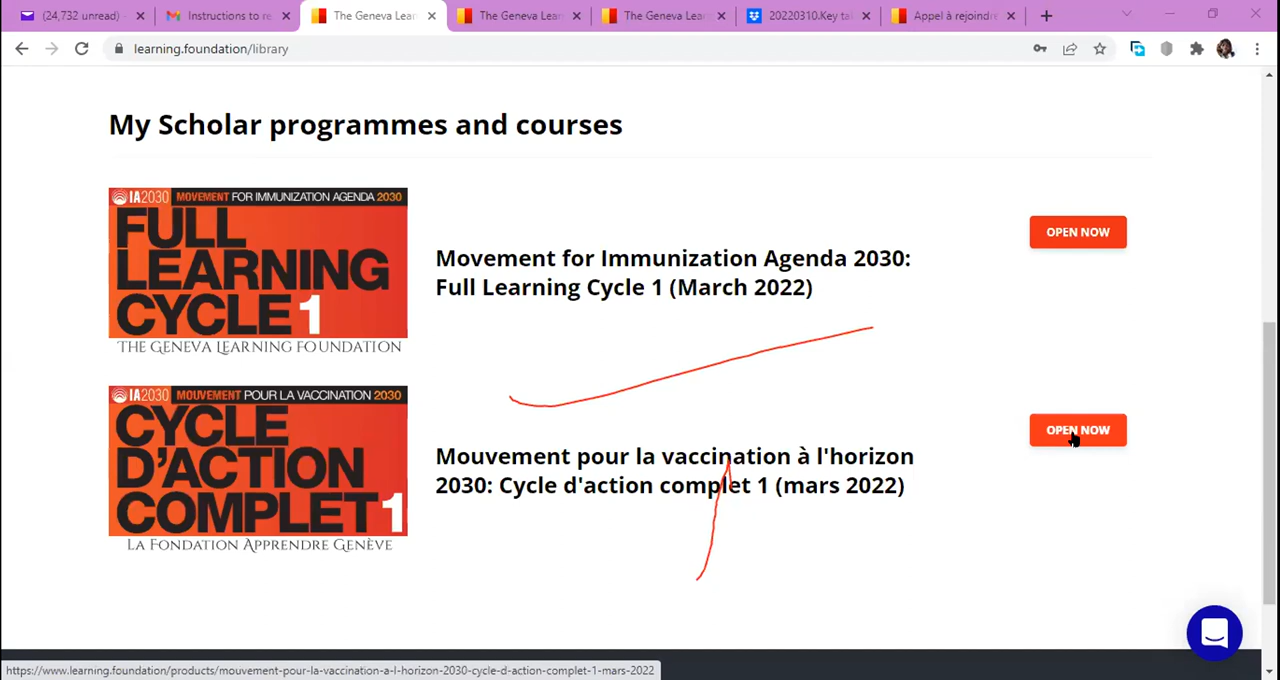 (24,732 unread)
Instructions to re
The Geneva Lear
The Geneva Lear
The Geneva Lear
20220310.Key tal
Appel à rejoindre
learning.foundation/library
My Scholar programmes and courses
IA2030 MOVEMENT FOR IMMUNIZATION AGENDA 2030
FULL
LEARNING
CYCLE 1
THE GENEVA LEARNING FOUNDATION
Movement for Immunization Agenda 2030:
Full Learning Cycle 1 (March 2022)
OPEN NOW
IA2030 MOUVEMENT POUR LA VACCINATION 2030
CYCLE
D'ACTION
COMPLET 1
LA FONDATION APPRENDRE GENÈVE
Mouvement pour la vaccination à l'horizon
2030: Cycle d'action complet 1 (mars 2022)
OPEN NOW
https://www.learning.foundation/products/mouvement-pour-la-vaccination-a-l-horizon-2030-cycle-d-action-complet-1-mars-2022